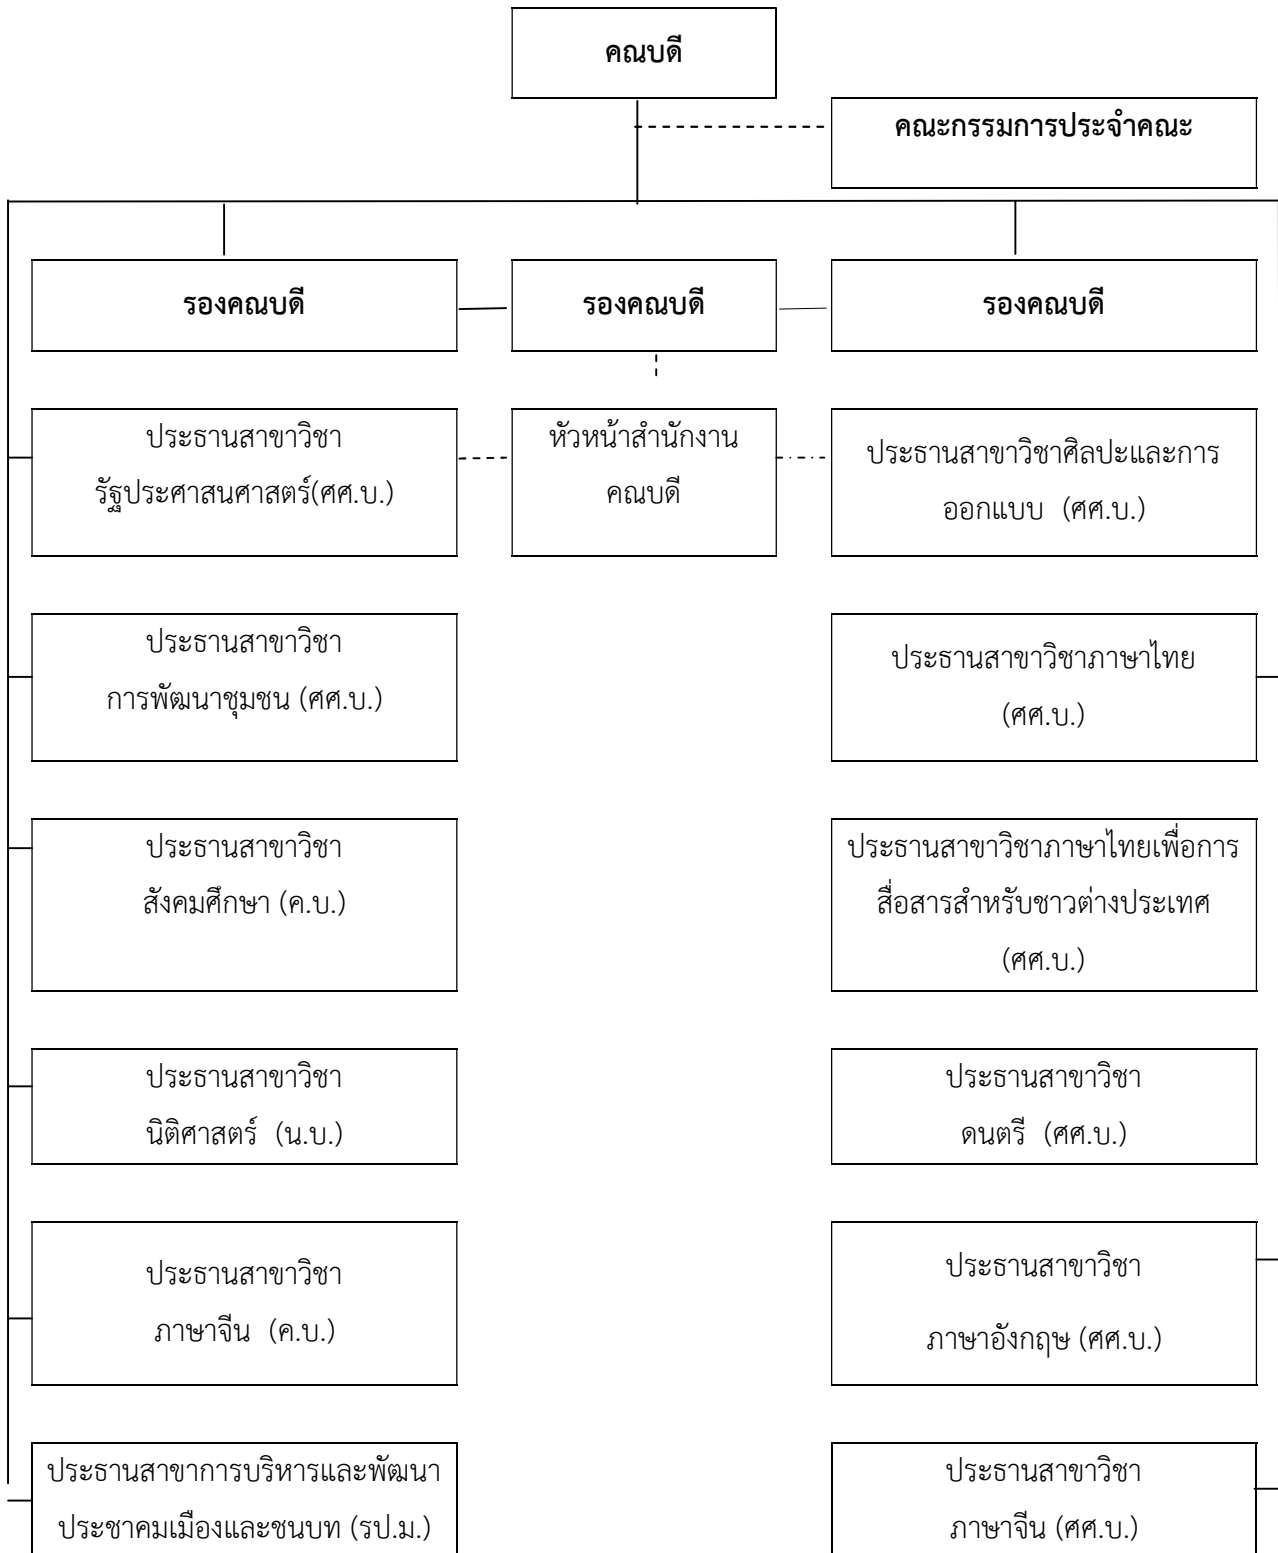 คณบดี
คณะกรรมการประจำคณะ
รองคณบดี
รองคณบดี
รองคณบดี
ประธานสาขาวิชา
รัฐประศาสนศาสตร์(ศศ.บ.)
หัวหน้าสำนักงาน
คณบดี
ประธานสาขาวิชาศิลปะและการ
ออกแบบ (ศศ.บ.)
ประธานสาขาวิชา
การพัฒนาชุมชน (ศศ.บ.)
ประธานสาขาวิชาภาษาไทย
(ศศ.บ.)
ประธานสาขาวิชา
สังคมศึกษา (ค.บ.)
ประธานสาขาวิชาภาษาไทยเพื่อการ
สื่อสารสำหรับชาวต่างประเทศ
(ศศ.บ.)
ประธานสาขาวิชา
นิติศาสตร์ (น.บ.)
ประธานสาขาวิชา
ดนตรี (ศศ.บ.)
ประธานสาขาวิชา
ภาษาจีน (ค.บ.)
ประธานสาขาวิชา
ภาษาอังกฤษ (ศศ.บ.)
ประธานสาขาการบริหารและพัฒนา
ประชาคมเมืองและชนบท (รป.ม.)
ประธานสาขาวิชา
ภาษาจีน (ศศ.บ.)